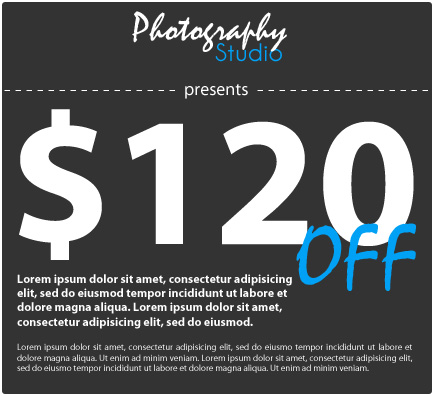 Photography
Studio
presents
$120
OFF
Lorem ipsum dolor sit amet, consectetur adipisicing
elit, sed do eiusmod tempor incididunt ut labore et
dolore magna aliqua. Lorem ipsum dolor sit amet,
consectetur adipisicing elit, sed do eiusmod.
Lorem ipsum dolor sit amet, consectetur adipisicing elit, sed do eiusmod tempor incididunt ut labore et
dolore magna aliqua. Ut enim ad minim veniam. Lorem ipsum dolor sit amet, consectetur adipisicing elit,
sed do eiusmod tempor incididunt ut labore et dolore magna aliqua. Ut enim ad minim veniam.